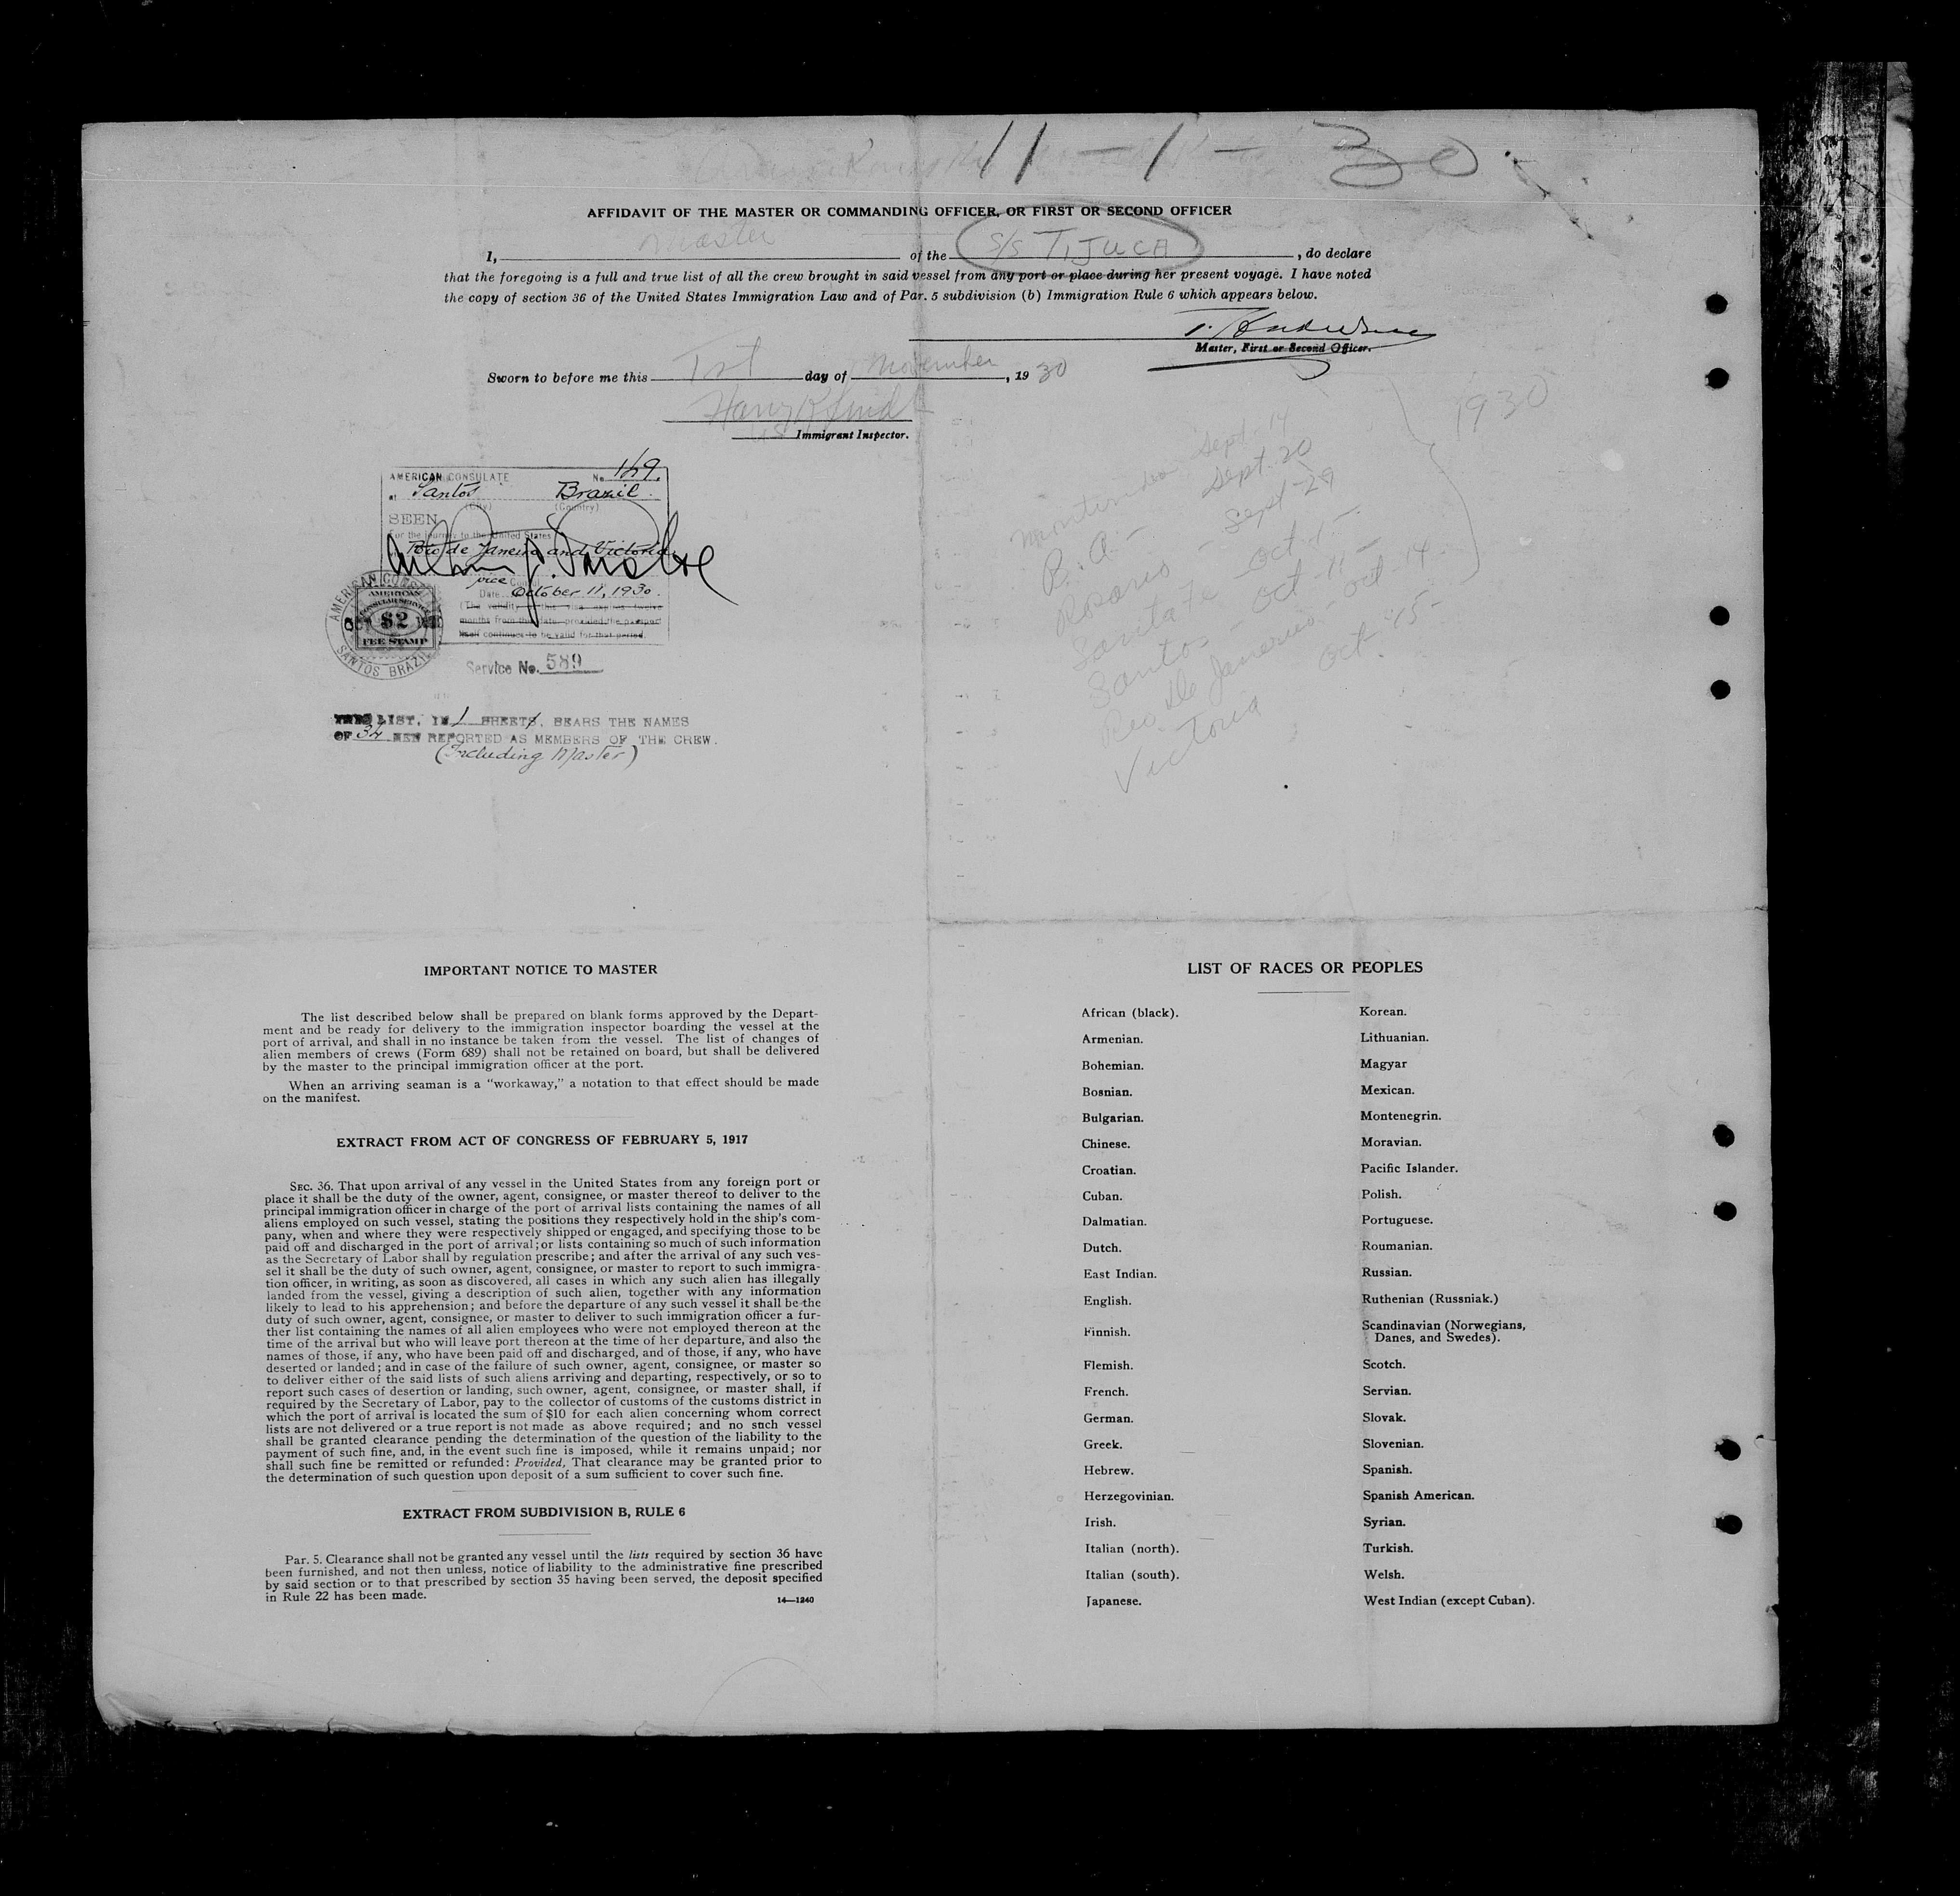 11 - 1 - 30
AFFIDAVIT OF THE MASTER OR COMMANDING OFFICER, OR FIRST OR SECOND OFFICER
I, Master of the S/S TIJUCA, do declare
that the foregoing is a full and true list of all the crew brought in said vessel from any port or place during her present voyage. I have noted
the copy of section 36 of the United States Immigration Law and of Par. 5 subdivision (b) Immigration Rule 6 which appears below.
Master, First or Second Officer.
Sworn to before me this 1st day of November, 1930
Immigrant Inspector.
AMERICAN CONSULATE No. 169.
at Santos Brazil.
(City) (Country)
SEEN
For the journey to the United States
Rio de Janeiro and Victoria
Vice Consul
Date October 11, 1930.
(The validity of this visa expires twelve
months from the date, provided the passport
itself continues to be valid for that period.
AMERICAN
CONSULAR SERVICE
$2
FEE STAMP
SANTOS BRAZIL
Service No. 589
THIS LIST, IN 1 SHEETS, BEARS THE NAMES
OF 34 MEN REPORTED AS MEMBERS OF THE CREW.
(Including Master)
1930
Montevideo Sept. 14
B. A. - Sept. 20
Rosario - Sept 29
Santa Fe Oct. 1 -
Santos - Oct - 11 -
Rio de Janeiro - Oct 14 -
Victoria Oct. 15 -
IMPORTANT NOTICE TO MASTER
The list described below shall be prepared on blank forms approved by the Depart-
ment and be ready for delivery to the immigration inspector boarding the vessel at the
port of arrival, and shall in no instance be taken from the vessel. The list of changes of
alien members of crews (Form 689) shall not be retained on board, but shall be delivered
by the master to the principal immigration officer at the port.
When an arriving seaman is a "workaway," a notation to that effect should be made
on the manifest.
EXTRACT FROM ACT OF CONGRESS OF FEBRUARY 5, 1917
SEC. 36. That upon arrival of any vessel in the United States from any foreign port or
place it shall be the duty of the owner, agent, consignee, or master thereof to deliver to the
principal immigration officer in charge of the port of arrival lists containing the names of all
aliens employed on such vessel, stating the positions they respectively hold in the ship's com-
pany, when and where they were respectively shipped or engaged, and specifying those to be
paid off and discharged in the port of arrival; or lists containing so much of such information
as the Secretary of Labor shall by regulation prescribe; and after the arrival of any such ves-
sel it shall be the duty of such owner, agent, consignee, or master to report to such immigra-
tion officer, in writing, as soon as discovered, all cases in which any such alien has illegally
landed from the vessel, giving a description of such alien, together with any information
likely to lead to his apprehension; and before the departure of any such vessel it shall be the
duty of such owner, agent, consignee, or master to deliver to such immigration officer a fur-
ther list containing the names of all alien employees who were not employed thereon at the
time of the arrival but who will leave port thereon at the time of her departure, and also the
names of those, if any, who have been paid off and discharged, and of those, if any, who have
deserted or landed; and in case of the failure of such owner, agent, consignee, or master so
to deliver either of the said lists of such aliens arriving and departing, respectively, or so to
report such cases of desertion or landing, such owner, agent, consignee, or master shall, if
required by the Secretary of Labor, pay to the collector of customs of the customs district in
which the port of arrival is located the sum of $10 for each alien concerning whom correct
lists are not delivered or a true report is not made as above required; and no such vessel
shall be granted clearance pending the determination of the question of the liability to the
payment of such fine, and, in the event such fine is imposed, while it remains unpaid; nor
shall such fine be remitted or refunded: Provided, That clearance may be granted prior to
the determination of such question upon deposit of a sum sufficient to cover such fine.
EXTRACT FROM SUBDIVISION B, RULE 6
Par. 5. Clearance shall not be granted any vessel until the lists required by section 36 have
been furnished, and not then unless, notice of liability to the administrative fine prescribed
by said section or to that prescribed by section 35 having been served, the deposit specified
in Rule 22 has been made.
14—1240
LIST OF RACES OR PEOPLES
African (black).
Armenian.
Bohemian.
Bosnian.
Bulgarian.
Chinese.
Croatian.
Cuban.
Dalmatian.
Dutch.
East Indian.
English.
Finnish.
Flemish.
French.
German.
Greek.
Hebrew.
Herzegovinian.
Irish.
Italian (north).
Italian (south).
Japanese.
Korean.
Lithuanian.
Magyar
Mexican.
Montenegrin.
Moravian.
Pacific Islander.
Polish.
Portuguese.
Roumanian.
Russian.
Ruthenian (Russniak.)
Scandinavian (Norwegians,
Danes, and Swedes).
Scotch.
Servian.
Slovak.
Slovenian.
Spanish.
Spanish American.
Syrian.
Turkish.
Welsh.
West Indian (except Cuban).